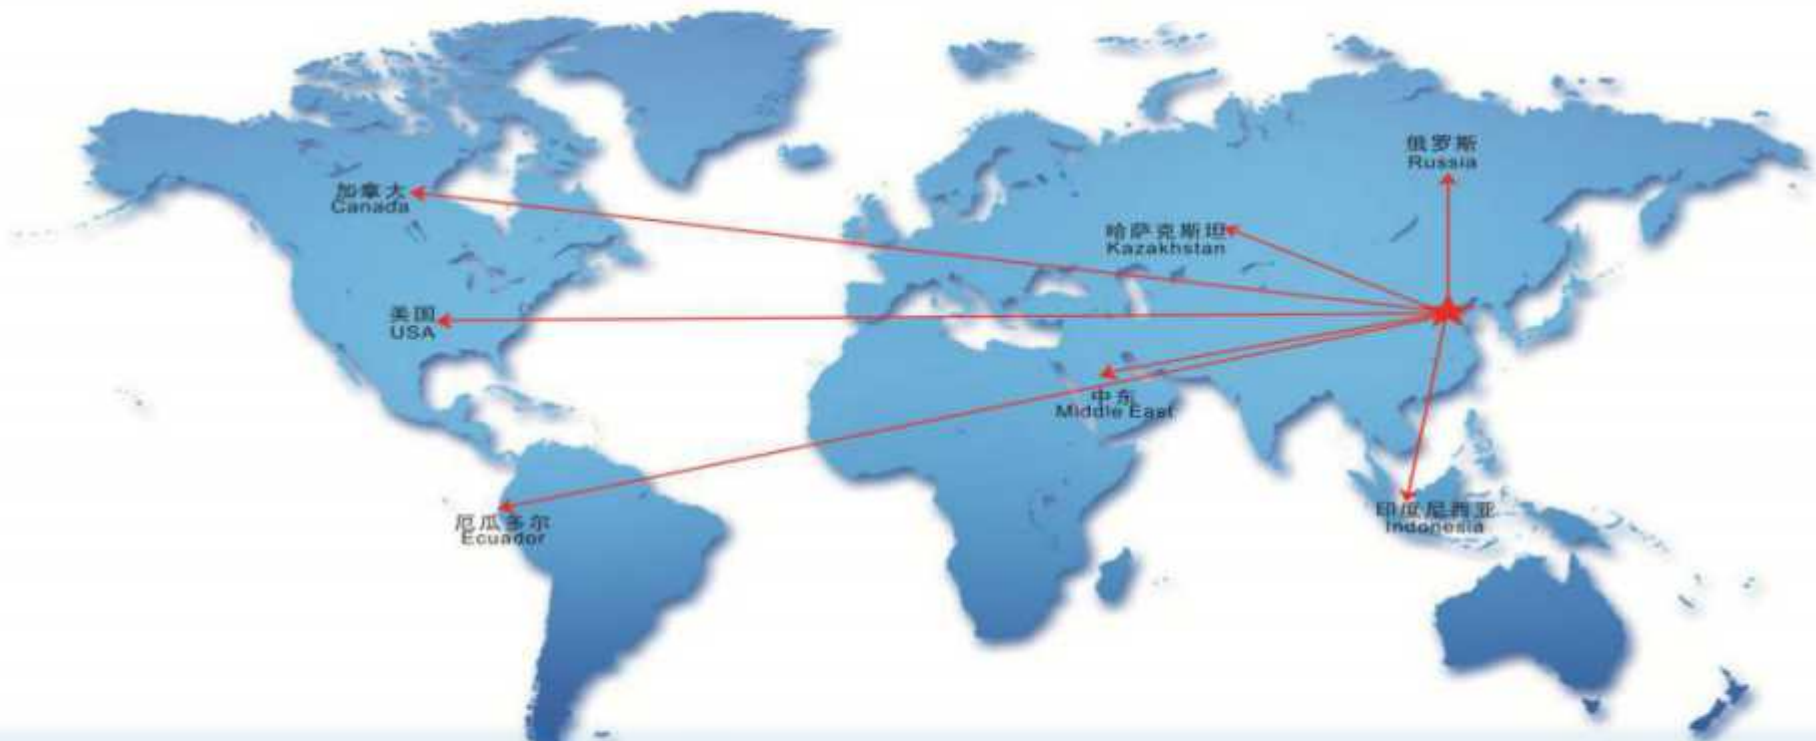 俄罗斯
Russia
加拿大
Canada
哈萨克斯坦
Kazakhstan
美国
USA
中东
Middle East
厄瓜多尔
Ecuador
印度尼西亚
Indonesia